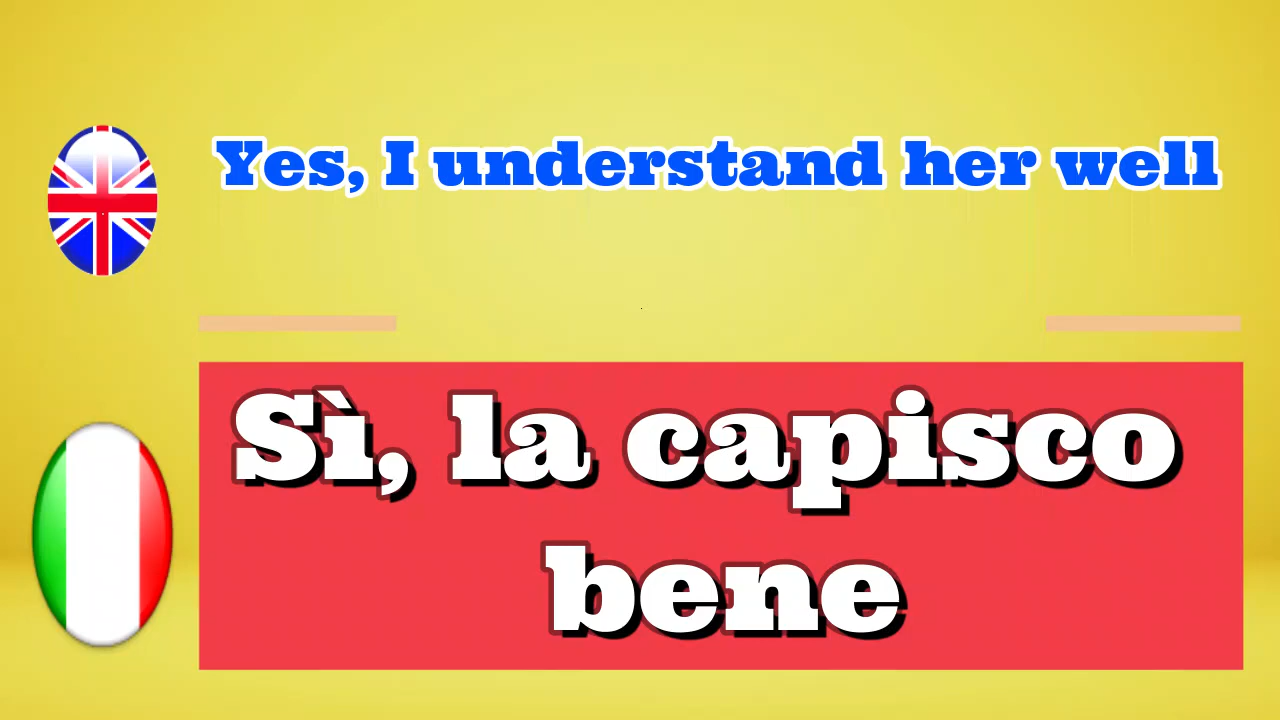 Yes, I understand her well
Sì, la capisco
bene